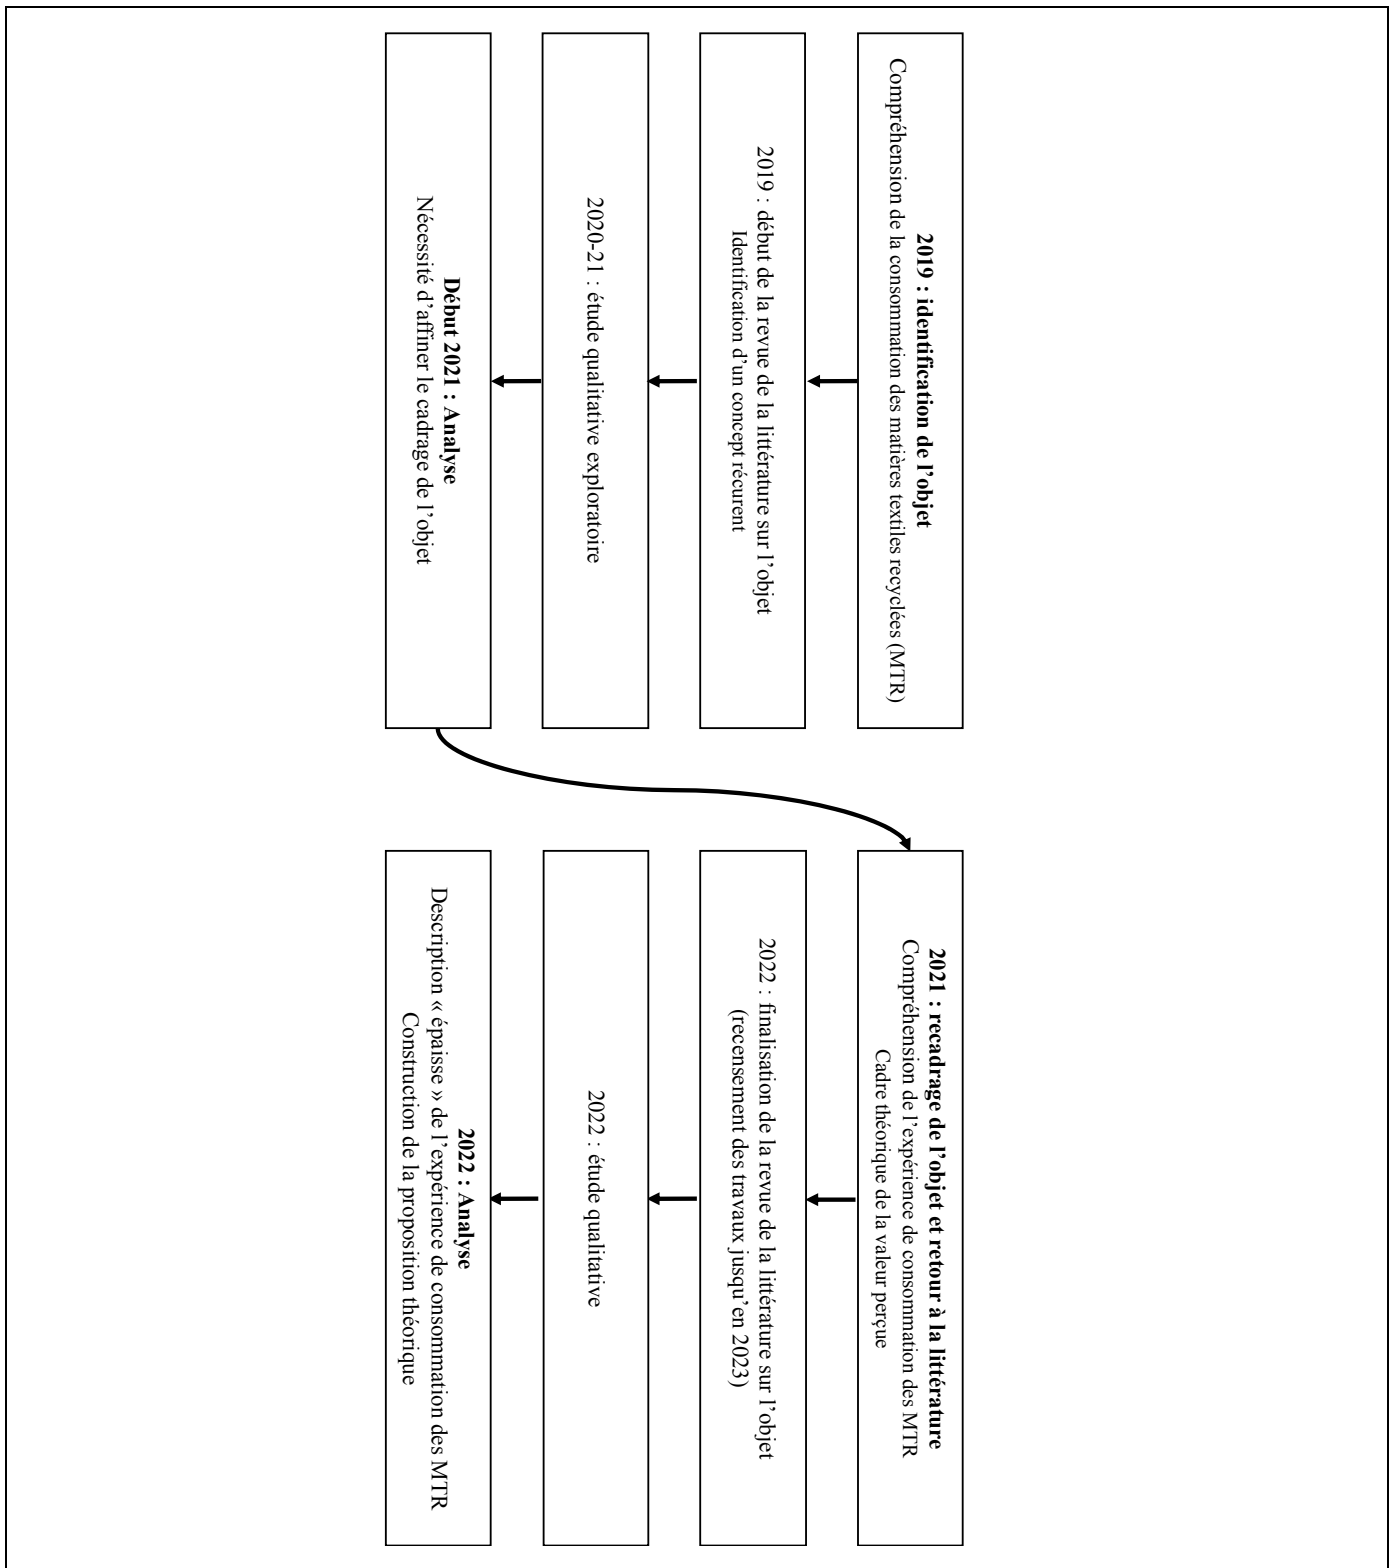 2019 : identification de l’objet
Compréhension de la consommation des matières textiles recyclées (MTR)
2019 : début de la revue de la littérature sur l’objet
Identification d’un concept récurent
2020-21 : étude qualitative exploratoire
Début 2021 : Analyse
Nécessité d’affiner le cadrage de l’objet
2021 : recadrage de l’objet et retour à la littérature
Compréhension de l’expérience de consommation des MTR
Cadre théorique de la valeur perçue
2022 : finalisation de la revue de la littérature sur l’objet
(recensement des travaux jusqu’en 2023)
2022 : étude qualitative
2022 : Analyse
Description « épaisse » de l’expérience de consommation des MTR
Construction de la proposition théorique